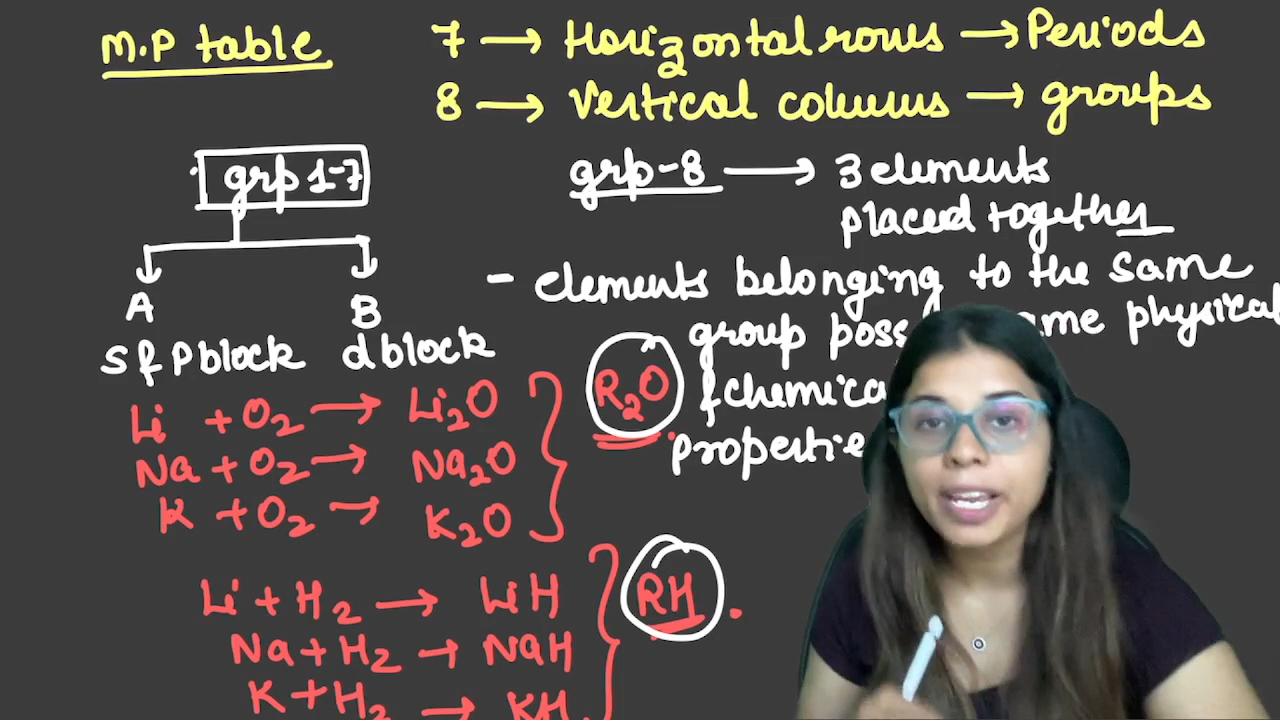 M.P table
7 → Horizontal rows → Periods
8 → Vertical columns → groups
grp 1-7
grp-8 → 3 elements
placed together
A B
S & P block d block
- elements belonging to the same
group poss ame physical
& chemica
propertie
Li + O2 → Li2O
Na + O2 → Na2O
K + O2 → K2O
R2O
Li + H2 → LiH
Na + H2 → NaH
K + H2 → KH
RH